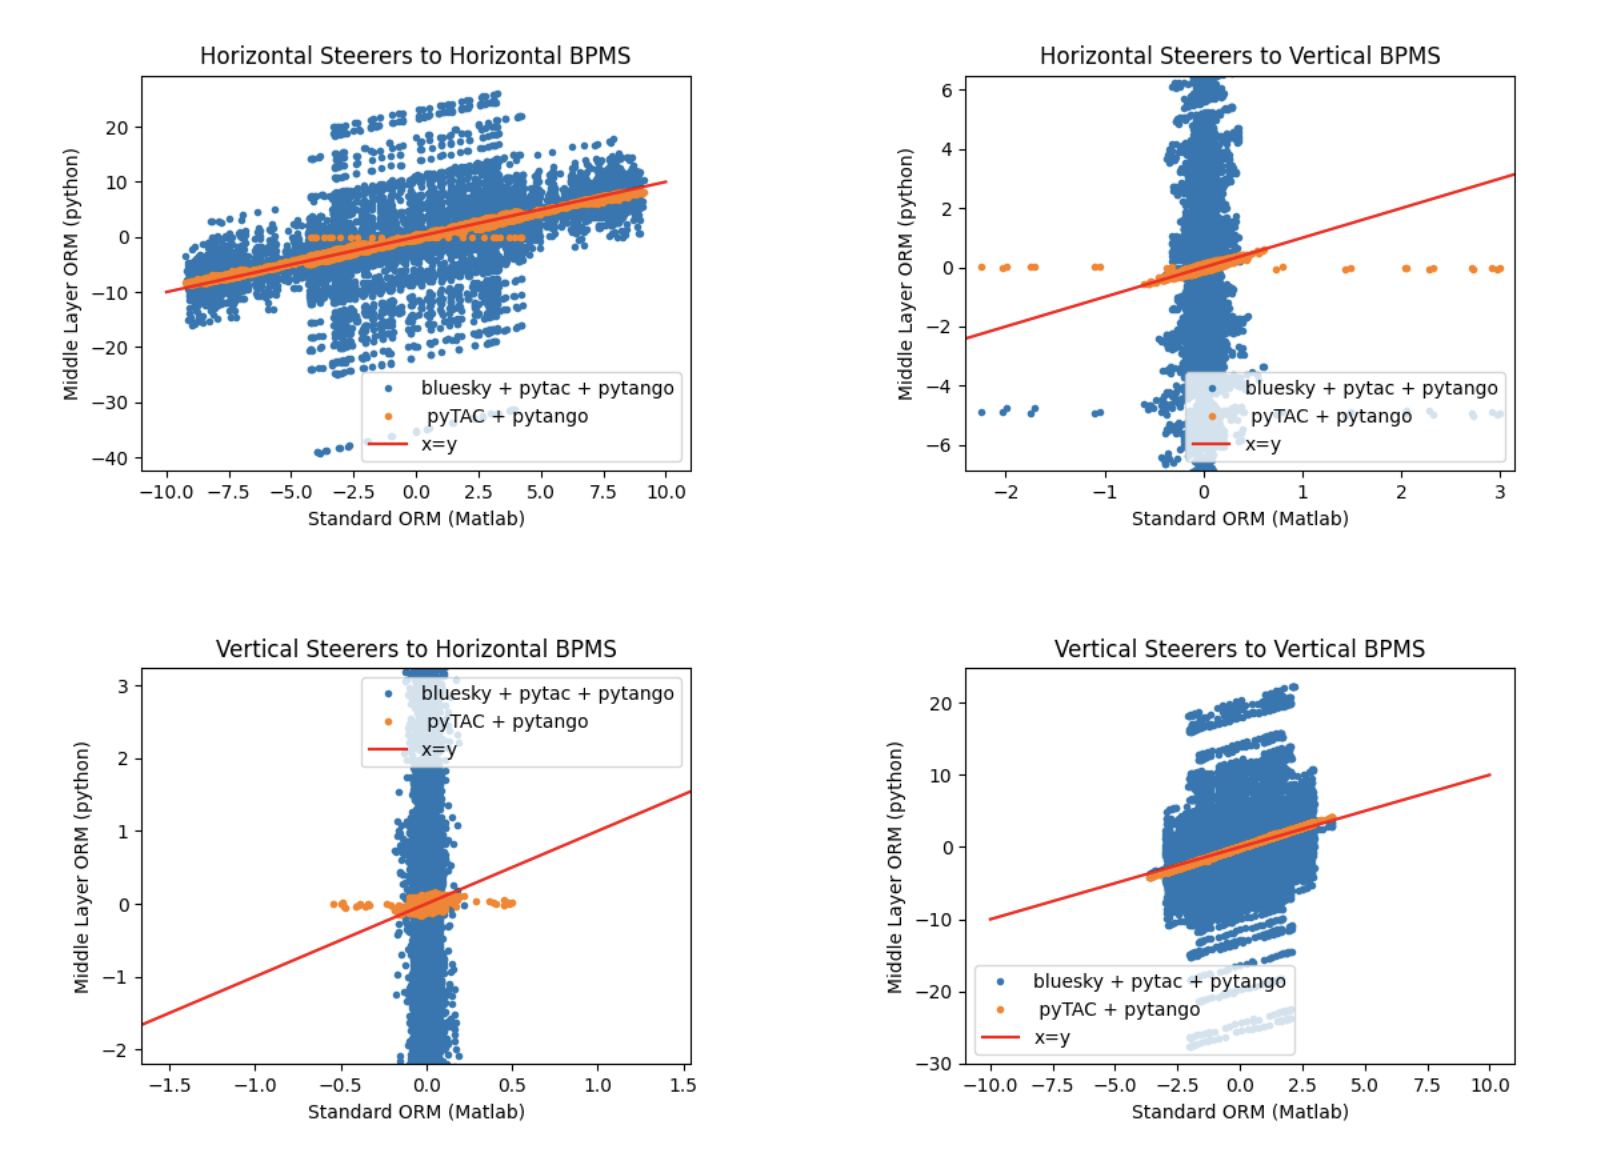 Horizontal Steerers to Horizontal BPMS
Middle Layer ORM (python)
20
10
0
−10
−20
−30
−40
bluesky + pytac + pytango
pyTAC + pytango
x=y
−10.0 −7.5 −5.0 −2.5 0.0 2.5 5.0 7.5 10.0
Standard ORM (Matlab)
Horizontal Steerers to Vertical BPMS
Middle Layer ORM (python)
6
4
2
0
−2
−4
−6
bluesky + pytac + pytango
pyTAC + pytango
x=y
−2 −1 0 1 2 3
Standard ORM (Matlab)
Vertical Steerers to Horizontal BPMS
Middle Layer ORM (python)
3
2
1
0
−1
−2
bluesky + pytac + pytango
pyTAC + pytango
x=y
−1.5 −1.0 −0.5 0.0 0.5 1.0 1.5
Standard ORM (Matlab)
Vertical Steerers to Vertical BPMS
Middle Layer ORM (python)
20
10
0
−10
−20
−30
bluesky + pytac + pytango
pyTAC + pytango
x=y
−10.0 −7.5 −5.0 −2.5 0.0 2.5 5.0 7.5 10.0
Standard ORM (Matlab)